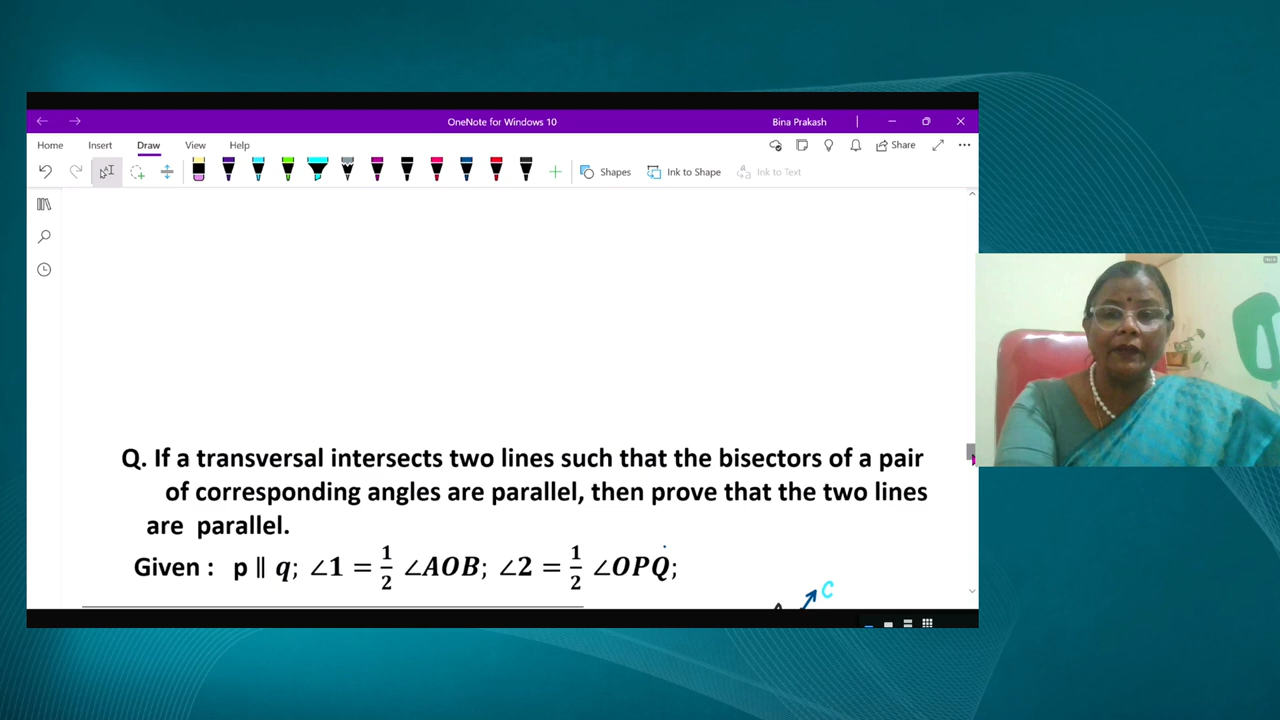 OneNote for Windows 10
Bina Prakash
Home
Insert
Draw
View
Help
Share
Shapes
Ink to Shape
Ink to Text
Q. If a transversal intersects two lines such that the bisectors of a pair
of corresponding angles are parallel, then prove that the two lines
are parallel.
Given : p ∥ q; ∠1 = 1/2 ∠AOB; ∠2 = 1/2 ∠OPQ;
C